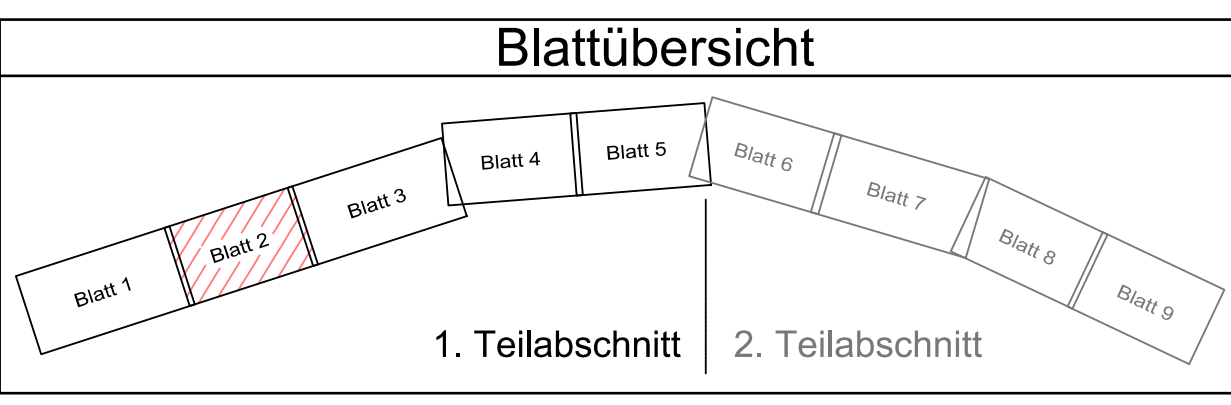 Blattübersicht
Blatt 1
Blatt 2
Blatt 3
Blatt 4
Blatt 5
Blatt 6
Blatt 7
Blatt 8
Blatt 9
1. Teilabschnitt
2. Teilabschnitt